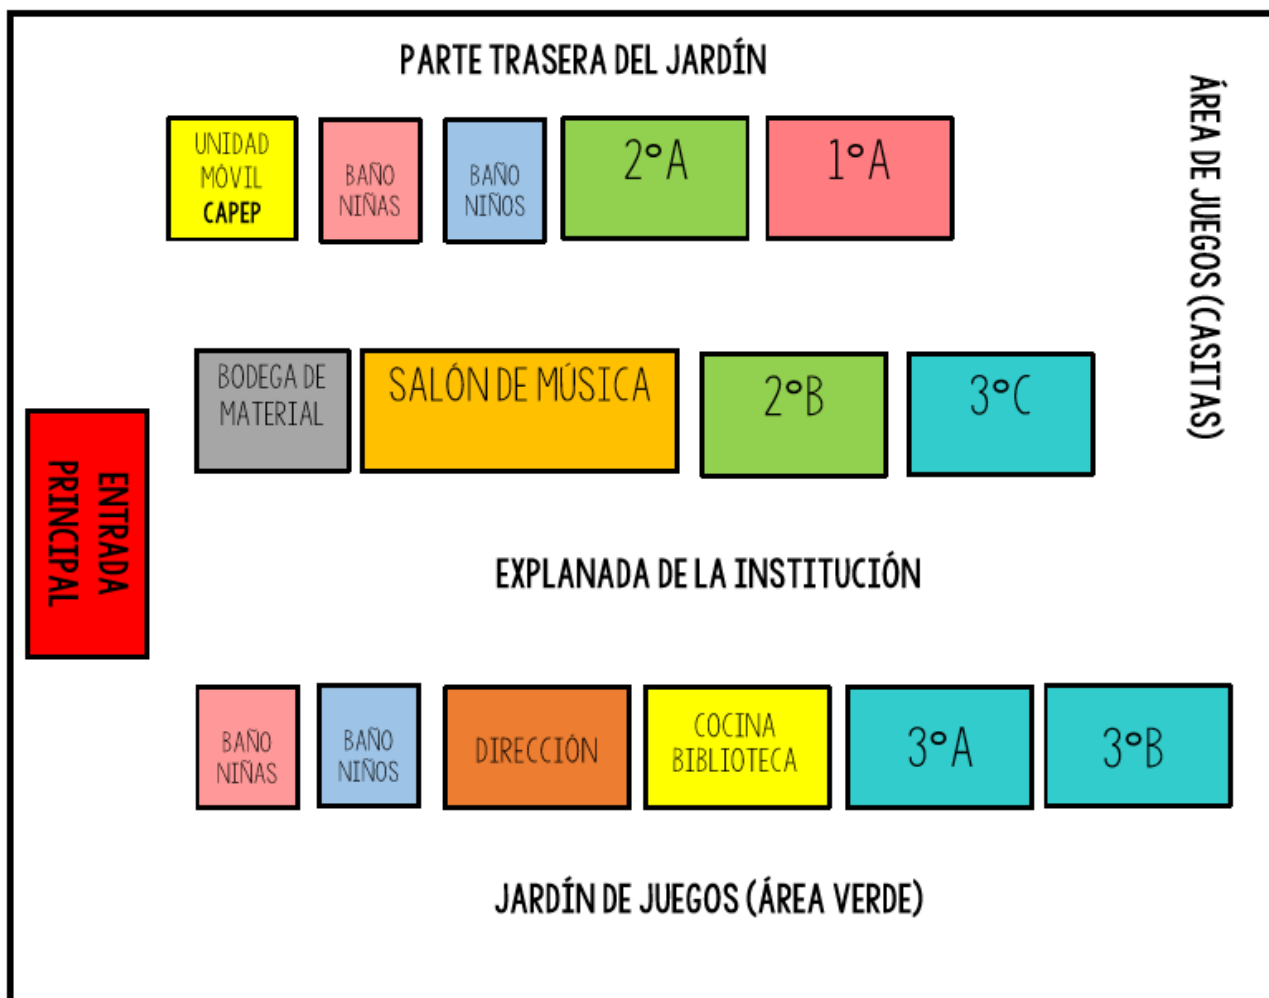 PARTE TRASERA DEL JARDÍN
ÁREA DE JUEGOS (CASITAS)
UNIDAD
MÓVIL
CAPEP
BAÑO
NIÑAS
BAÑO
NIÑOS
2°A
1°A
BODEGA DE
MATERIAL
SALÓN DE MÚSICA
2°B
3°C
ENTRADA
PRINCIPAL
EXPLANADA DE LA INSTITUCIÓN
BAÑO
NIÑAS
BAÑO
NIÑOS
DIRECCIÓN
COCINA
BIBLIOTECA
3°A
3°B
JARDÍN DE JUEGOS (ÁREA VERDE)